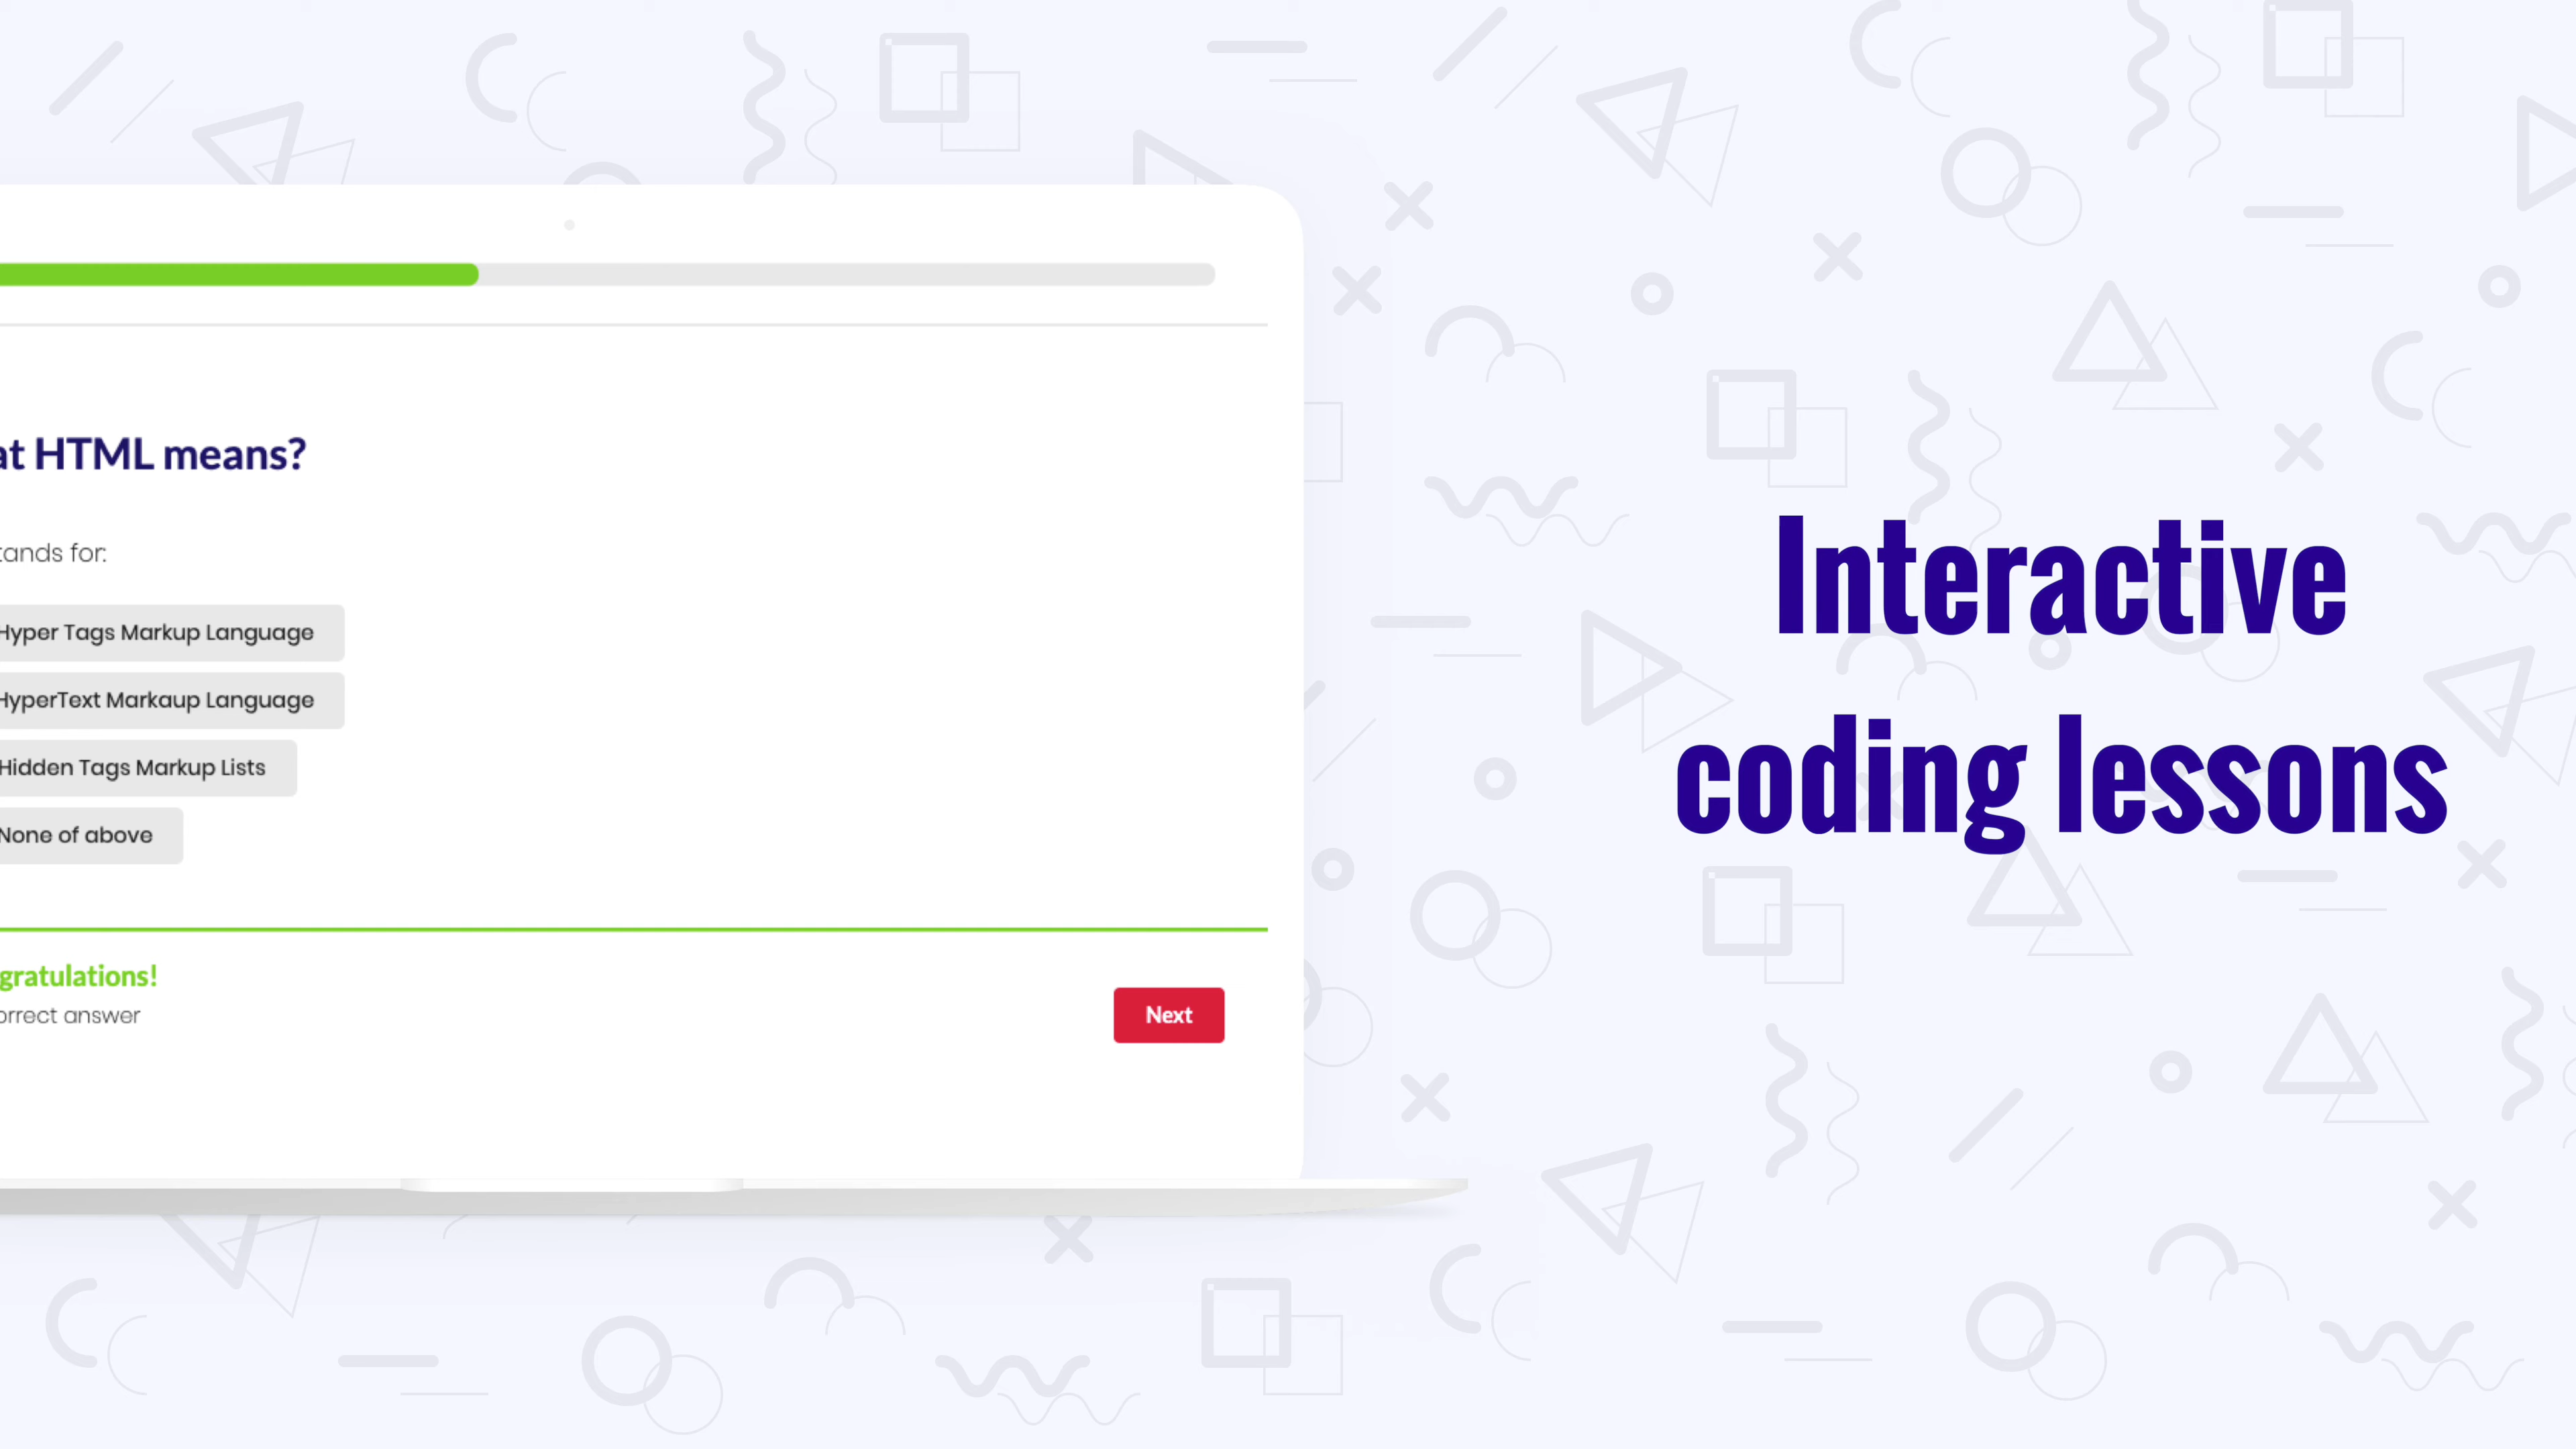 at HTML means?
tands for:
Hyper Tags Markup Language
HyperText Markaup Language
Hidden Tags Markup Lists
None of above
gratulations!
orrect answer
Next
Interactive
coding lessons